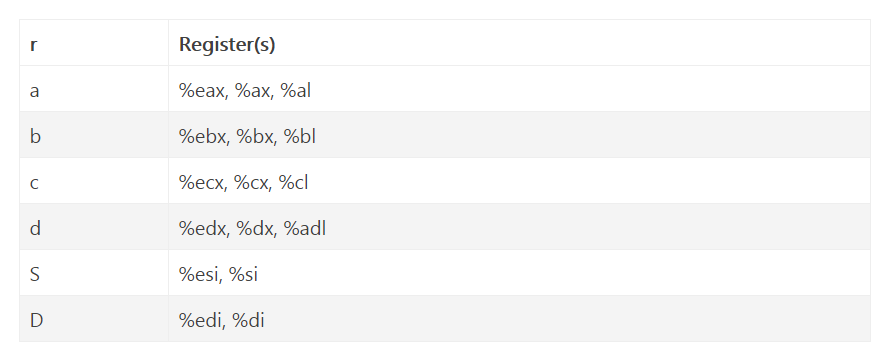 r Register(s)
a %eax, %ax, %al
b %ebx, %bx, %bl
c %ecx, %cx, %cl
d %edx, %dx, %adl
S %esi, %si
D %edi, %di